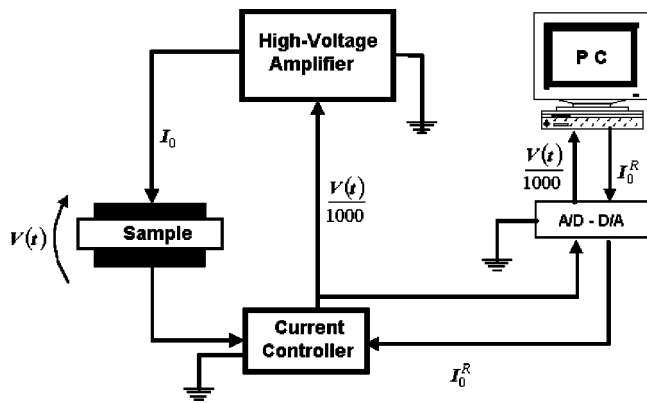 High-Voltage
Amplifier
P C
I₀
V(t)
1000
V(t)
1000
I₀ᴿ
V(t)
Sample
A/D - D/A
Current
Controller
I₀ᴿ